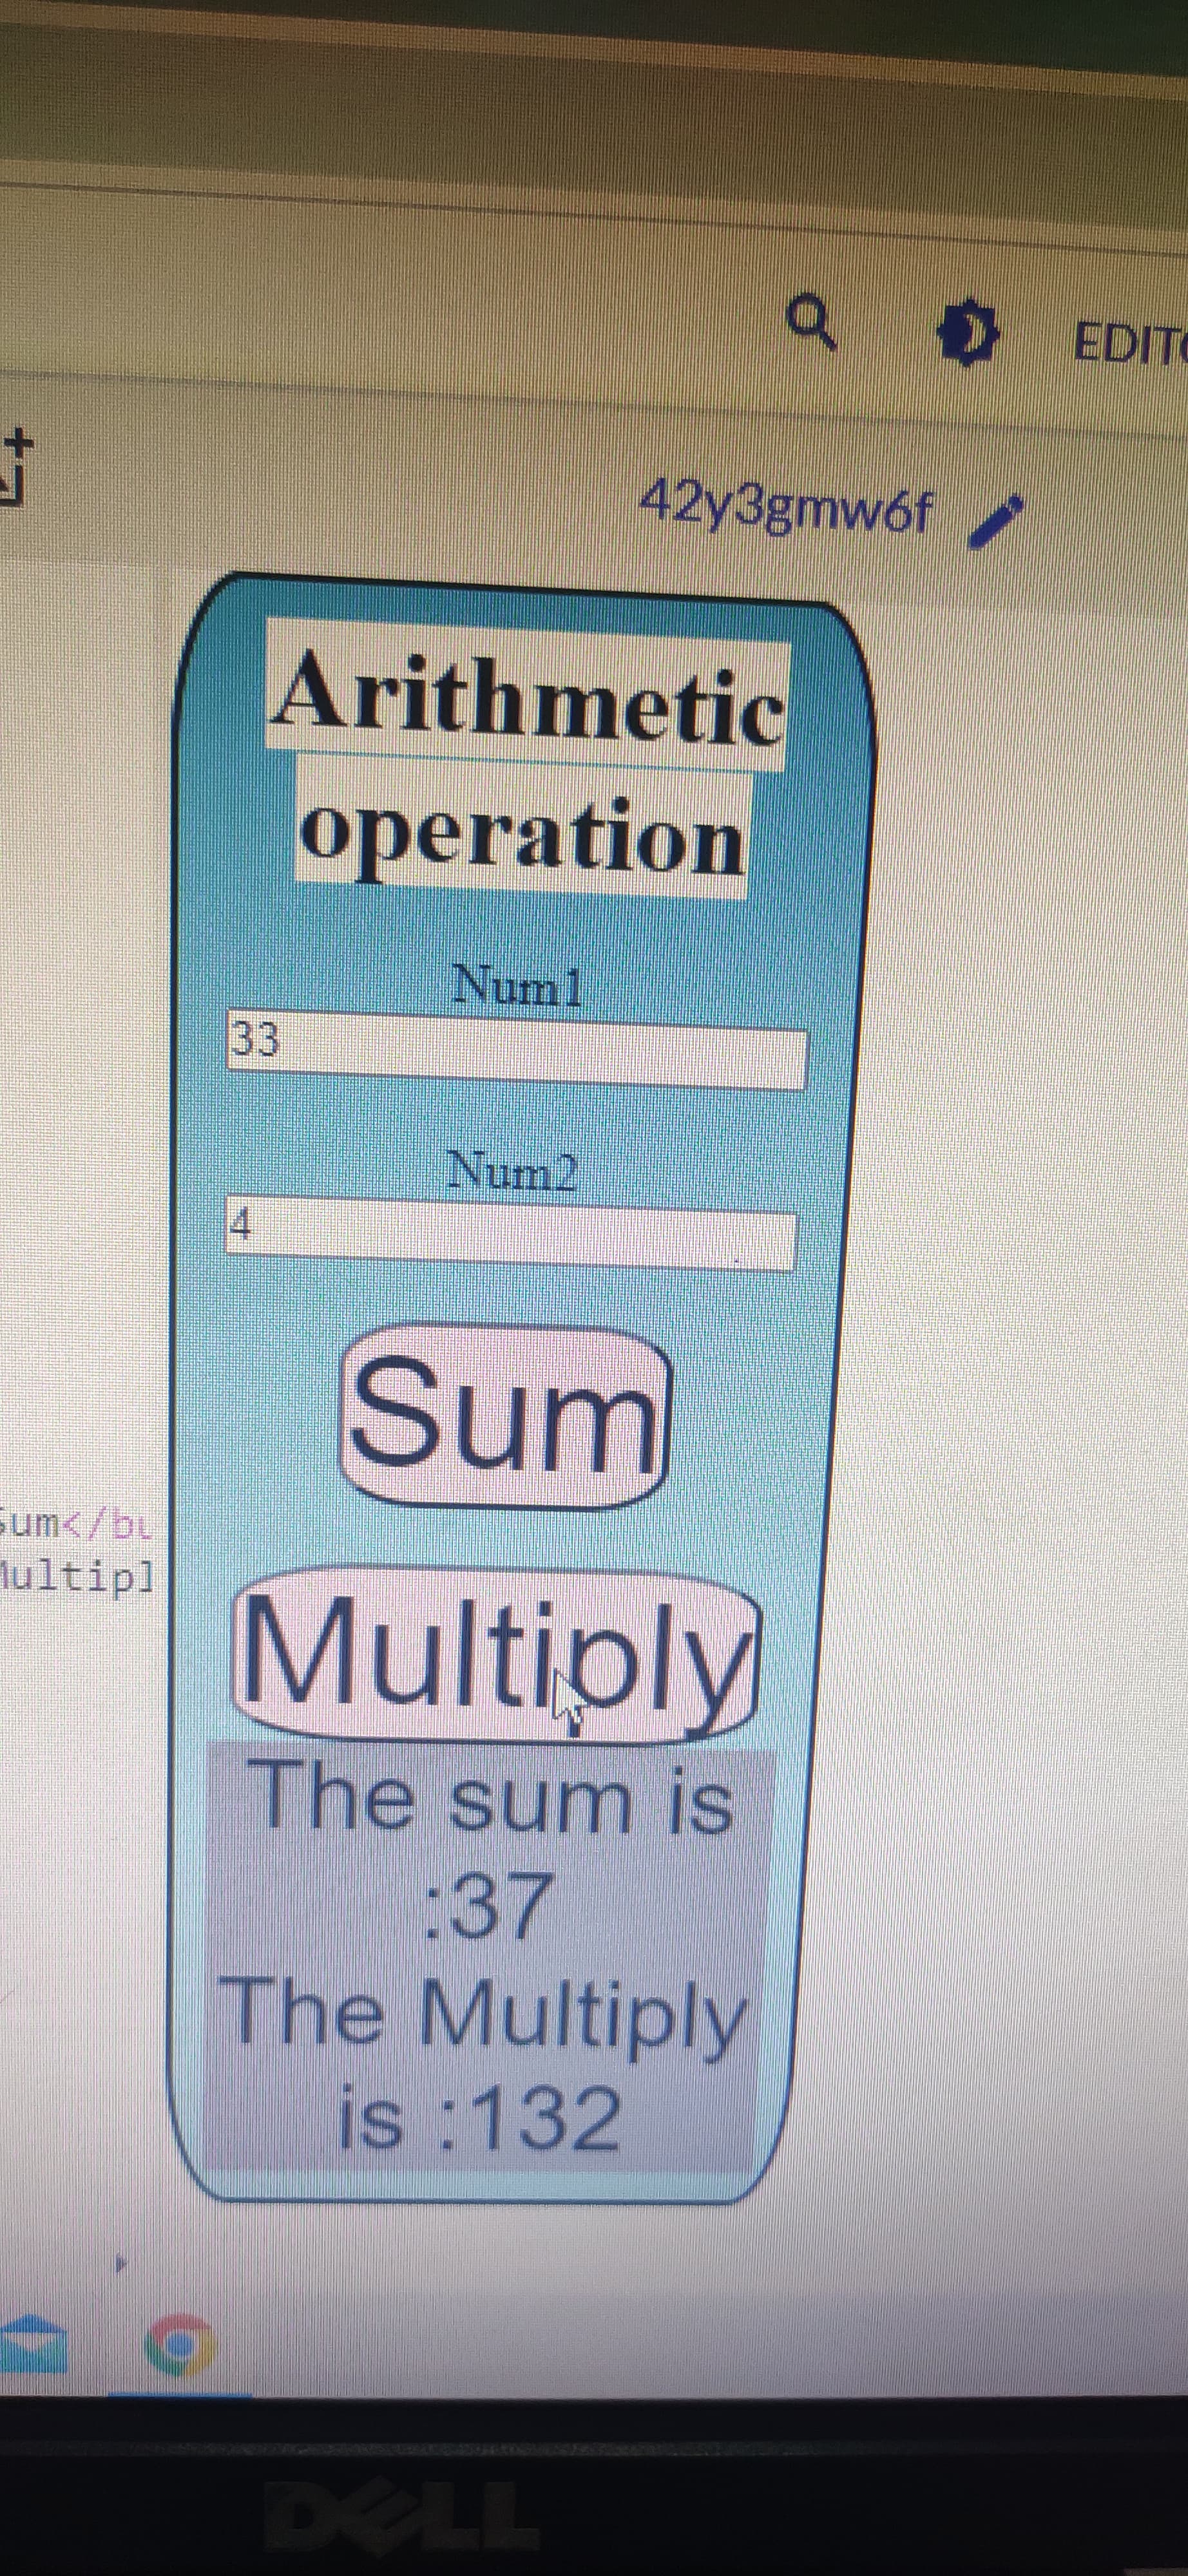 EDIT
42y3gmw6f
Arithmetic
operation
Num1
33
Num2
4
Sum
um</bu
Multiply
ultipl
The sum is
:37
The Multiply
is :132
DELL